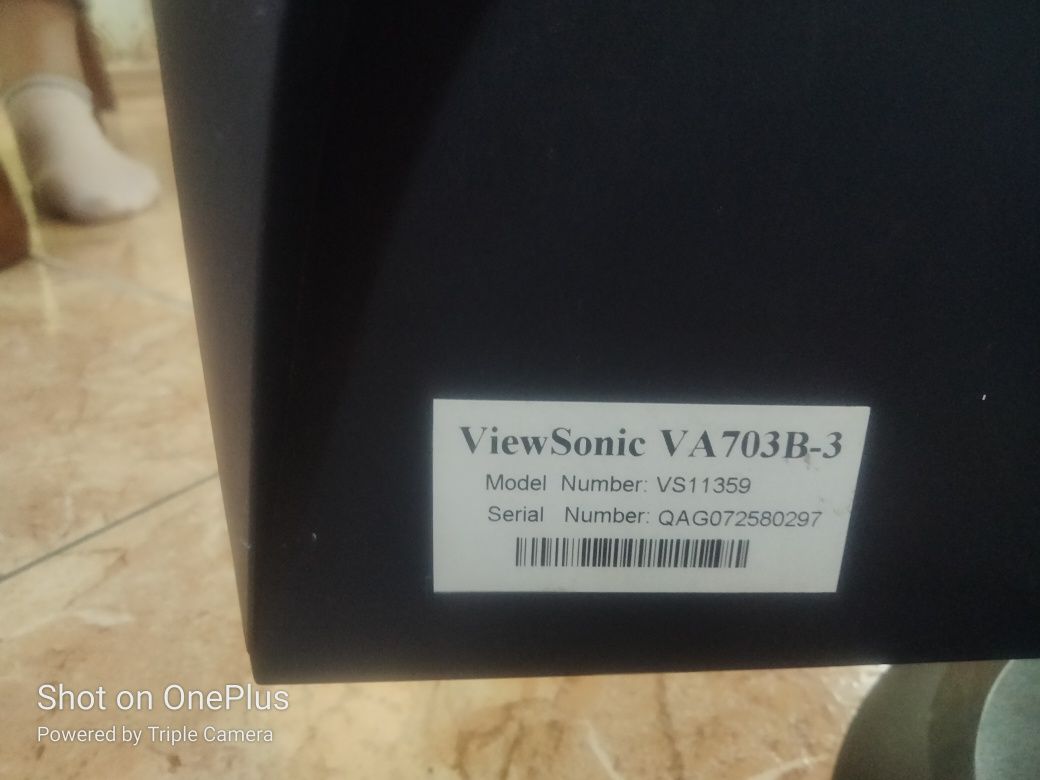 ViewSonic VA703B-3
Model Number: VS11359
Serial Number: QAG072580297
Shot on OnePlus
Powered by Triple Camera